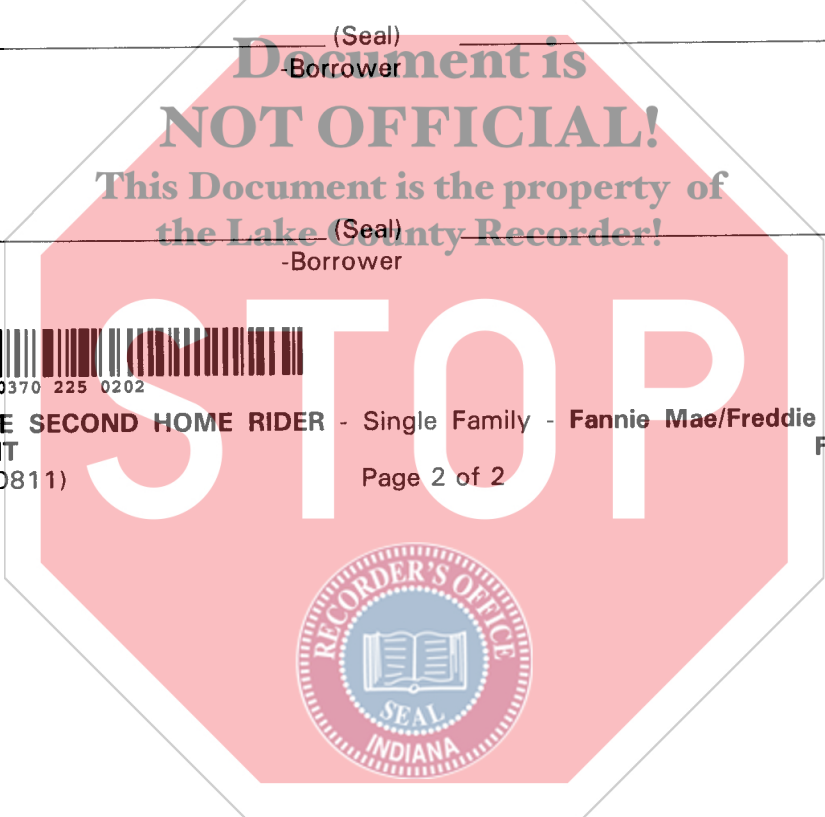 (Seal)
-Borrower
Document is
NOT OFFICIAL!
This Document is the property of
the Lake County Recorder!
(Seal)
-Borrower
STOP
0370 225 0202
E SECOND HOME RIDER - Single Family - Fannie Mae/Freddie
IT
F
0811)
Page 2 of 2
RECORDER'S OFFICE
SEAL
INDIANA